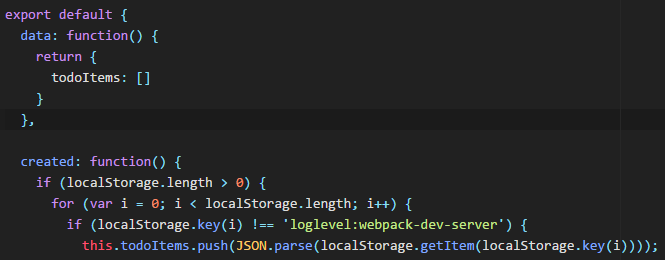 export default {
  data: function() {
    return {
      todoItems: []
    }
  },
  created: function() {
    if (localStorage.length > 0) {
      for (var i = 0; i < localStorage.length; i++) {
        if (localStorage.key(i) !== 'loglevel:webpack-dev-server') {
          this.todoItems.push(JSON.parse(localStorage.getItem(localStorage.key(i))));